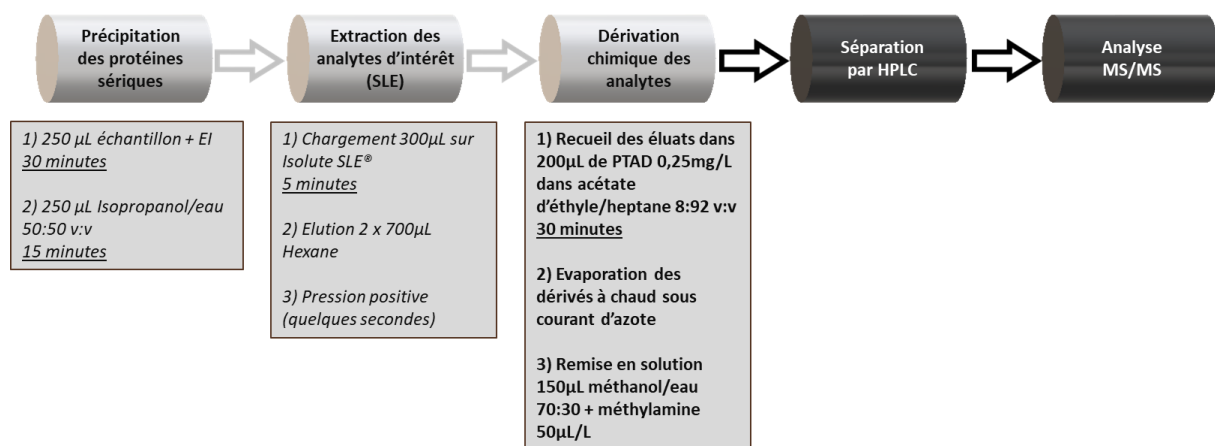 Précipitation
des protéines
sériques
Extraction des
analytes d'intérêt
(SLE)
Dérivation
chimique des
analytes
Séparation
par HPLC
Analyse
MS/MS
1) 250 µL échantillon + EI
30 minutes
2) 250 µL Isopropanol/eau
50:50 v:v
15 minutes
1) Chargement 300µL sur
Isolute SLE®
5 minutes
2) Elution 2 x 700µL
Hexane
3) Pression positive
(quelques secondes)
1) Recueil des éluats dans
200µL de PTAD 0,25mg/L
dans acétate
d'éthyle/heptane 8:92 v:v
30 minutes
2) Evaporation des
dérivés à chaud sous
courant d'azote
3) Remise en solution
150µL méthanol/eau
70:30 + méthylamine
50µL/L